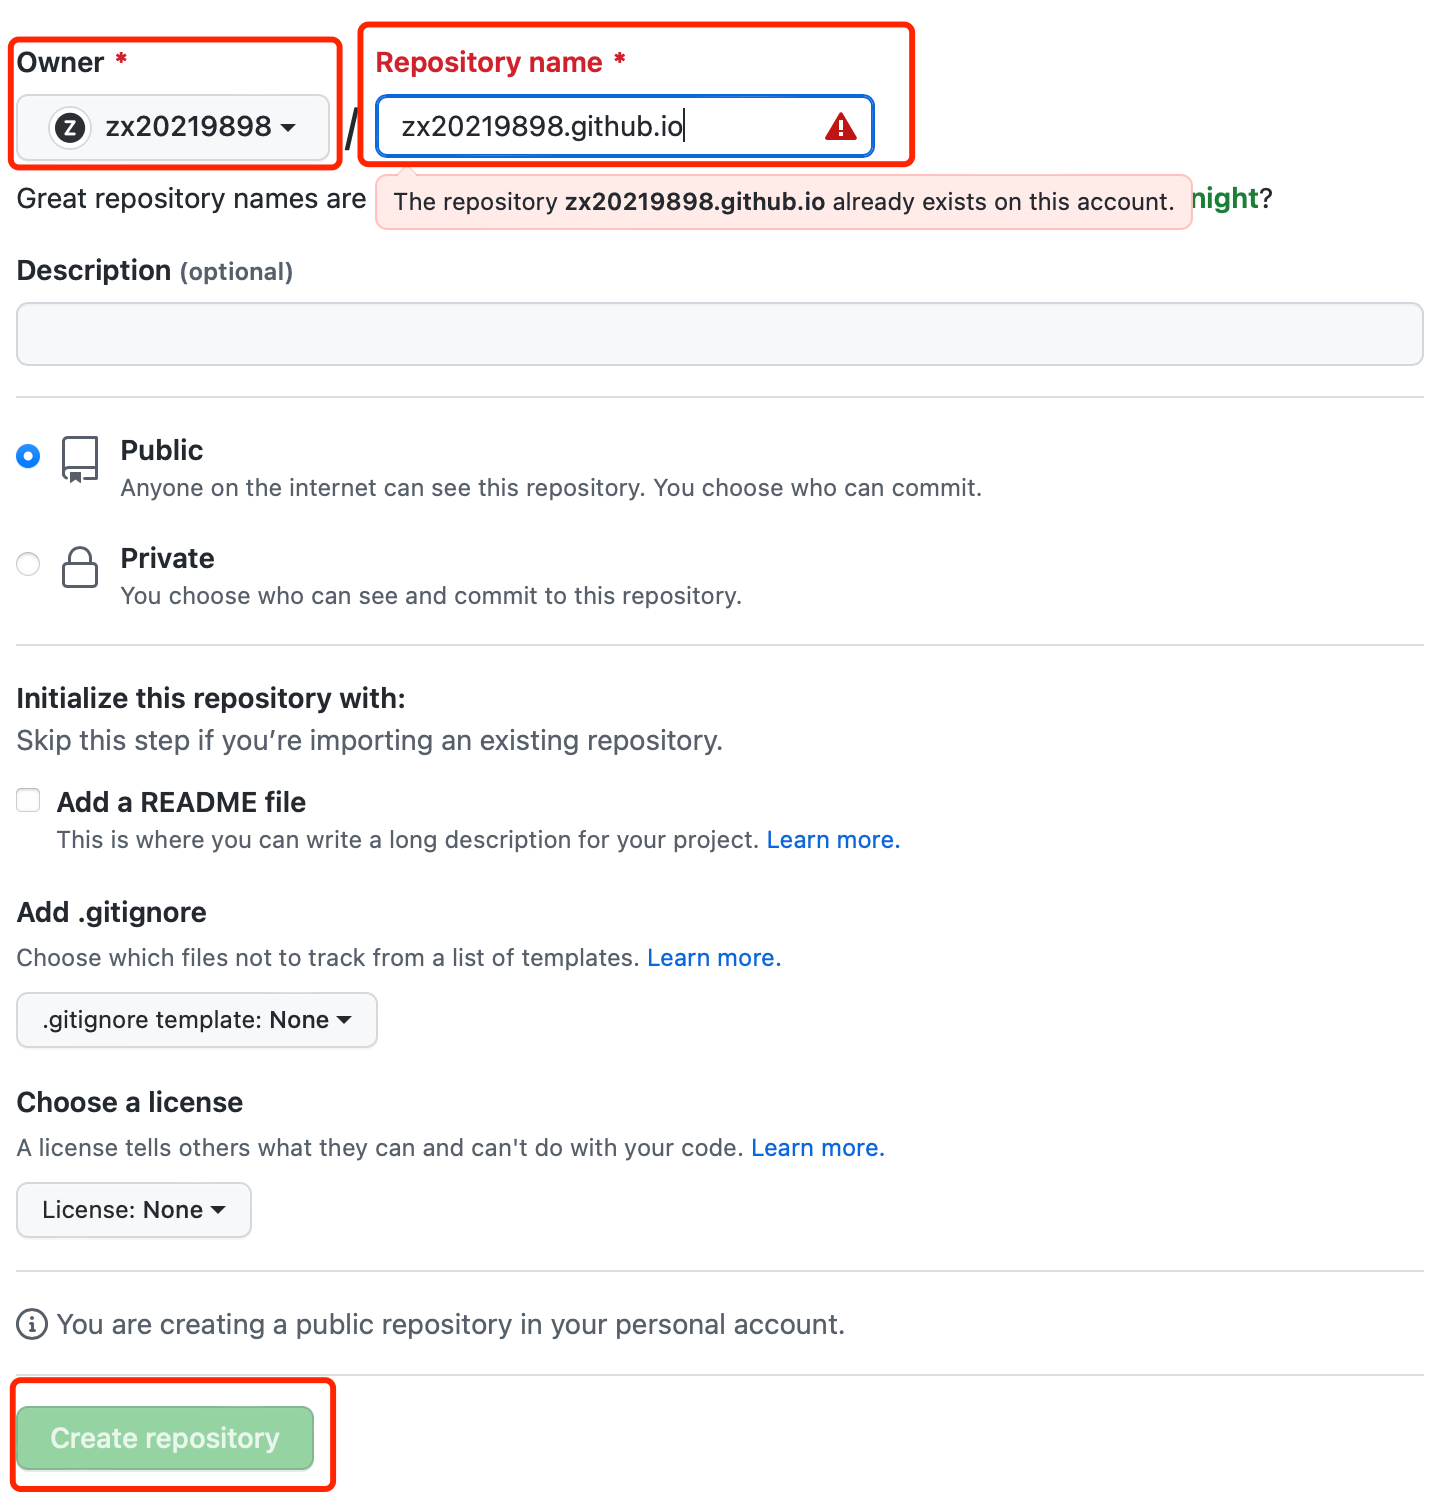 Owner * Repository name *
Z zx20219898 / zx20219898.github.io
Great repository names are The repository zx20219898.github.io already exists on this account. night?
Description (optional)
Public
Anyone on the internet can see this repository. You choose who can commit.
Private
You choose who can see and commit to this repository.
Initialize this repository with:
Skip this step if you’re importing an existing repository.
Add a README file
This is where you can write a long description for your project. Learn more.
Add .gitignore
Choose which files not to track from a list of templates. Learn more.
.gitignore template: None
Choose a license
A license tells others what they can and can't do with your code. Learn more.
License: None
You are creating a public repository in your personal account.
Create repository